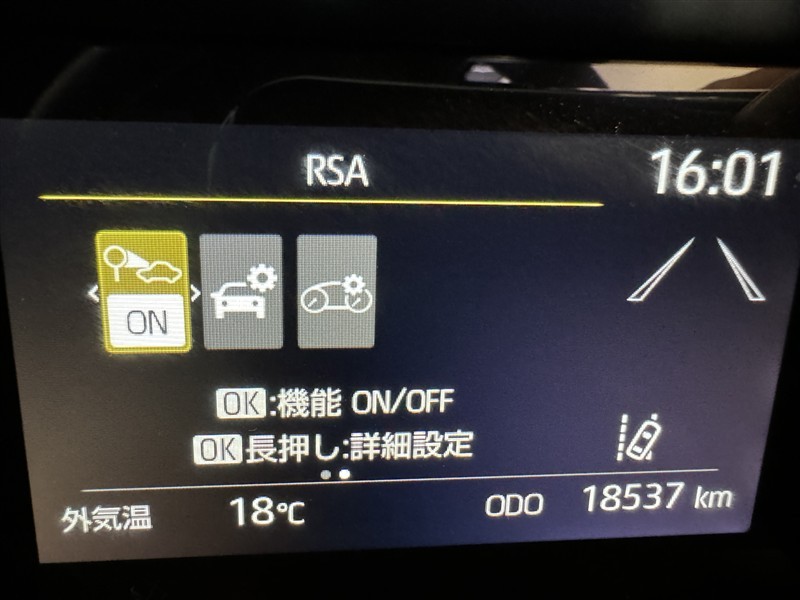 RSA
16:01
ON
OK:機能 ON/OFF
OK長押し:詳細設定
外気温 18℃ ODO 18537 km